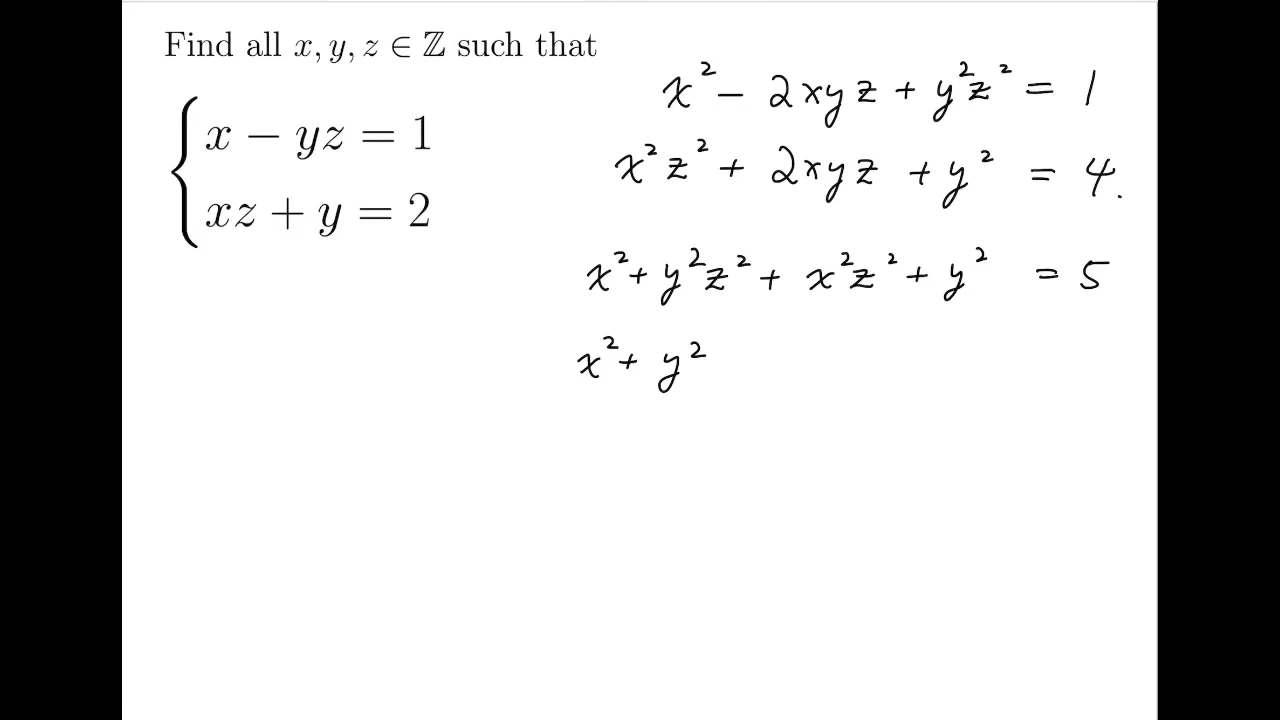 Find all x, y, z ∈ ℤ such that
x − yz = 1
xz + y = 2
x² − 2xyz + y²z² = 1
x²z² + 2xyz + y² = 4.
x² + y²z² + x²z² + y² = 5
x² + y²